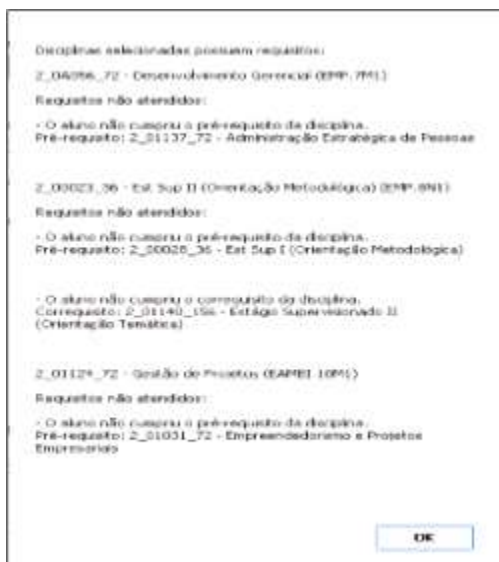 Disciplinas selecionadas possuem requisitos:
2_0A056_72 - Desenvolvimento Gerencial (EMP.7M1)
Requisitos não atendidos:
- O aluno não cumpriu o pré-requisito da disciplina.
Pré-requisito: 2_01137_72 - Administração Estratégica de Pessoas
2_00023_36 - Est Sup II (Orientação Metodológica) (EMP.8N1)
Requisitos não atendidos:
- O aluno não cumpriu o pré-requisito da disciplina.
Pré-requisito: 2_00028_36 - Est Sup I (Orientação Metodológica)
- O aluno não cumpriu o correquisito da disciplina.
Correquisito: 2_01140_156 - Estágio Supervisionado II
(Orientação Temática)
2_01124_72 - Gestão de Projetos (EAMBI 10M1)
Requisitos não atendidos:
- O aluno não cumpriu o pré-requisito da disciplina.
Pré-requisito: 2_01031_72 - Empreendedorismo e Projetos
Empresariais
OK